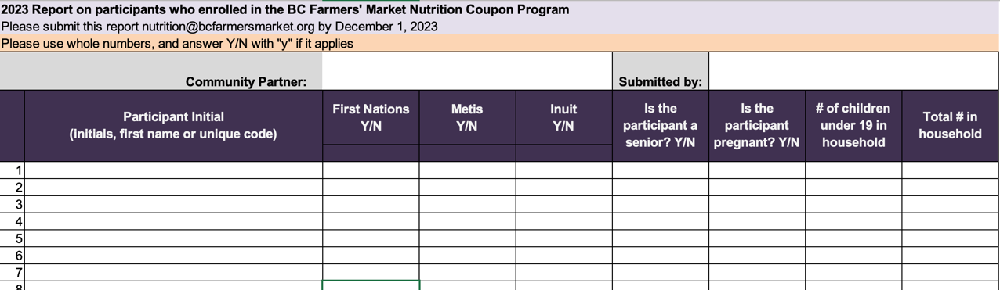 2023 Report on participants who enrolled in the BC Farmers' Market Nutrition Coupon Program
Please submit this report nutrition@bcfarmersmarket.org by December 1, 2023
Please use whole numbers, and answer Y/N with "y" if it applies
Community Partner:
Submitted by:
Participant Initial
(initials, first name or unique code)
First Nations
Y/N
Metis
Y/N
Inuit
Y/N
Is the
participant a
senior? Y/N
Is the
participant
pregnant? Y/N
# of children
under 19 in
household
Total # in
household
1
2
3
4
5
6
7
8